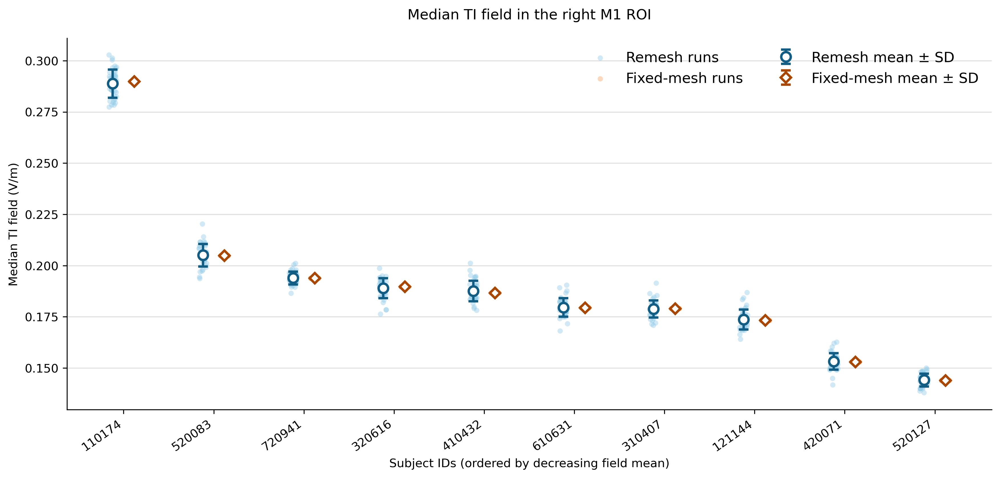 Median TI field in the right M1 ROI
Remesh runs
Fixed-mesh runs
Remesh mean ± SD
Fixed-mesh mean ± SD
Median TI field (V/m)
0.300
0.275
0.250
0.225
0.200
0.175
0.150
110174
520083
720941
320616
410432
610631
310407
121144
420071
520127
Subject IDs (ordered by decreasing field mean)